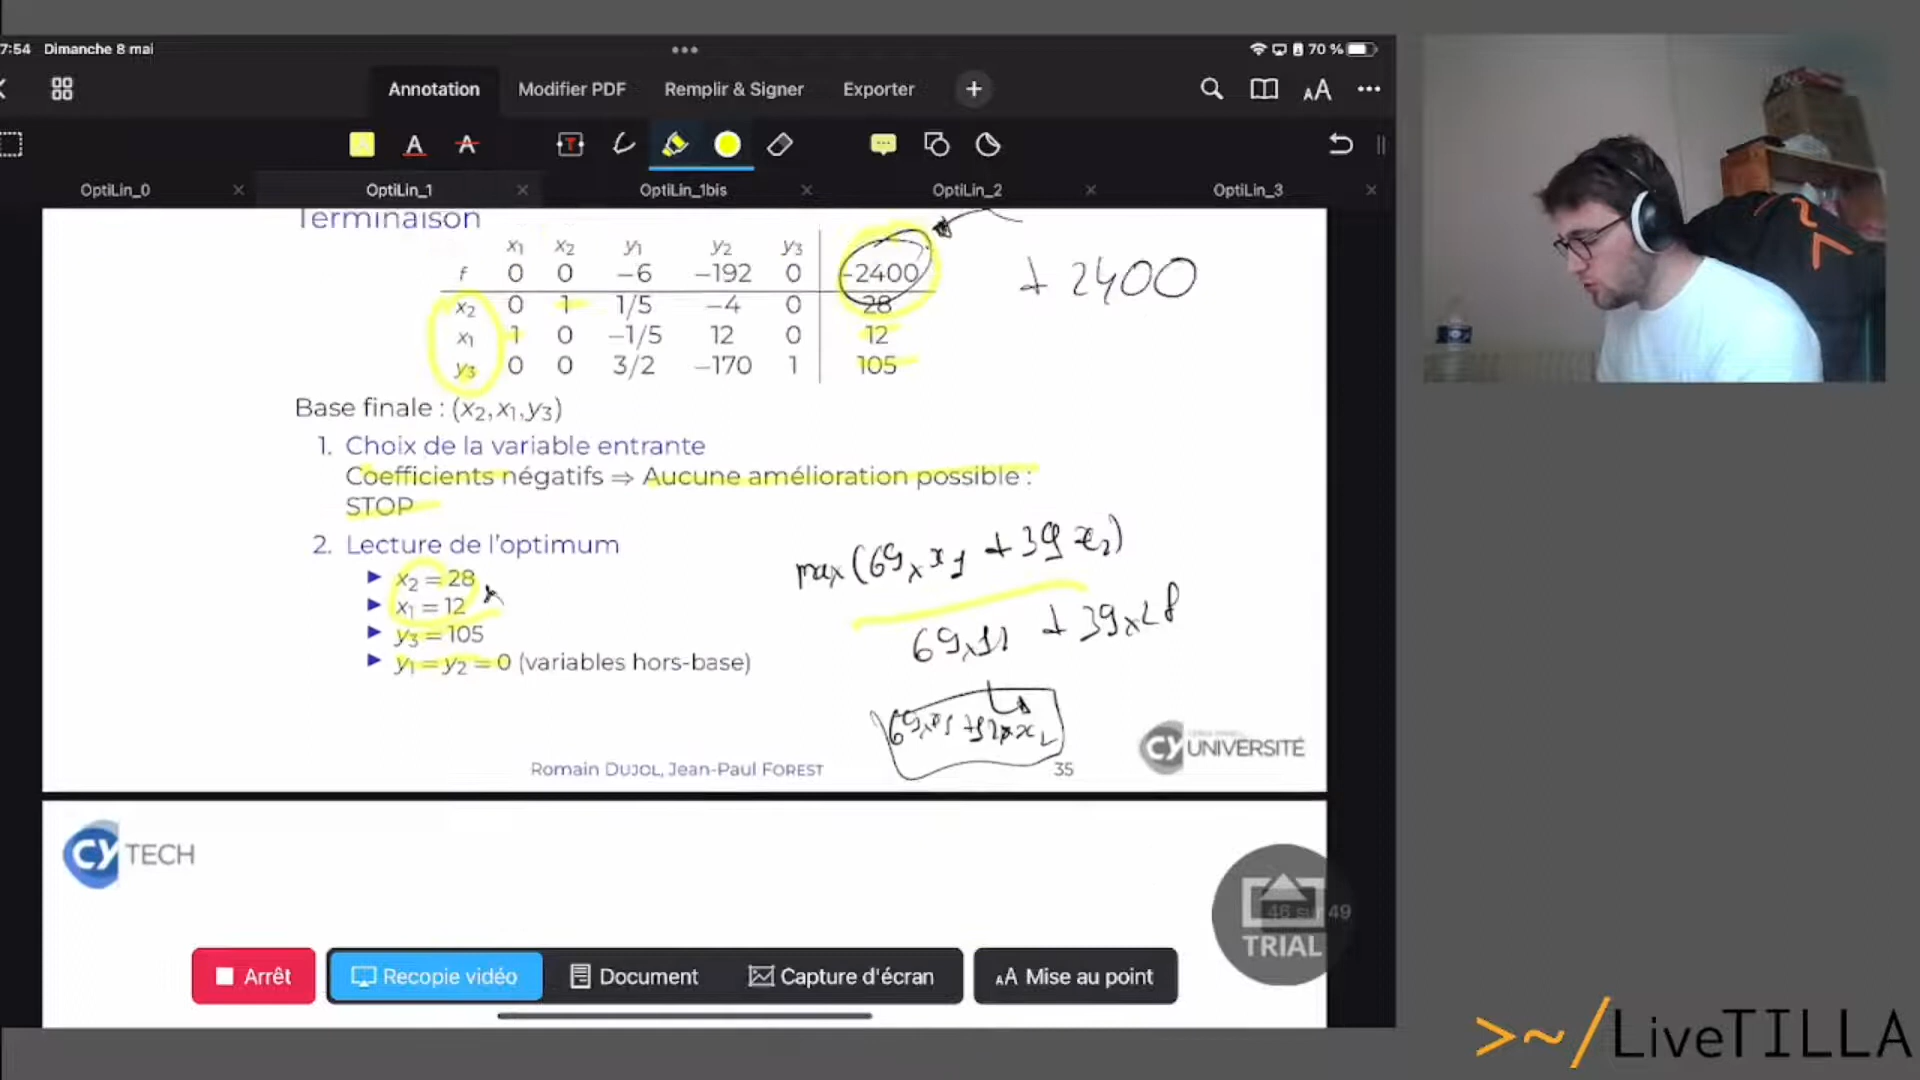 7:54 Dimanche 8 mai
70 %
Annotation Modifier PDF Remplir & Signer Exporter
OptiLin_0 OptiLin_1 OptiLin_1bis OptiLin_2 OptiLin_3
Terminaison
x₁ x₂ y₁ y₂ y₃
f 0 0 −6 −192 0 −2400
x₂ 0 1 1/5 −4 0 28
x₁ 1 0 −1/5 12 0 12
y₃ 0 0 3/2 −170 1 105
+ 2400
Base finale : (x₂, x₁, y₃)
1. Choix de la variable entrante
Coefficients négatifs ⇒ Aucune amélioration possible :
STOP
2. Lecture de l'optimum
► x₂ = 28
► x₁ = 12
► y₃ = 105
► y₁ = y₂ = 0 (variables hors-base)
max (69 x x₁ + 39 x₂)
69 x 12 + 39 x 28
Romain DUJOL, Jean-Paul FOREST
35
CY UNIVERSITÉ
CY TECH
46 sur 49
TRIAL
Arrêt Recopie vidéo Document Capture d'écran AA Mise au point
>~/LiveTILLA